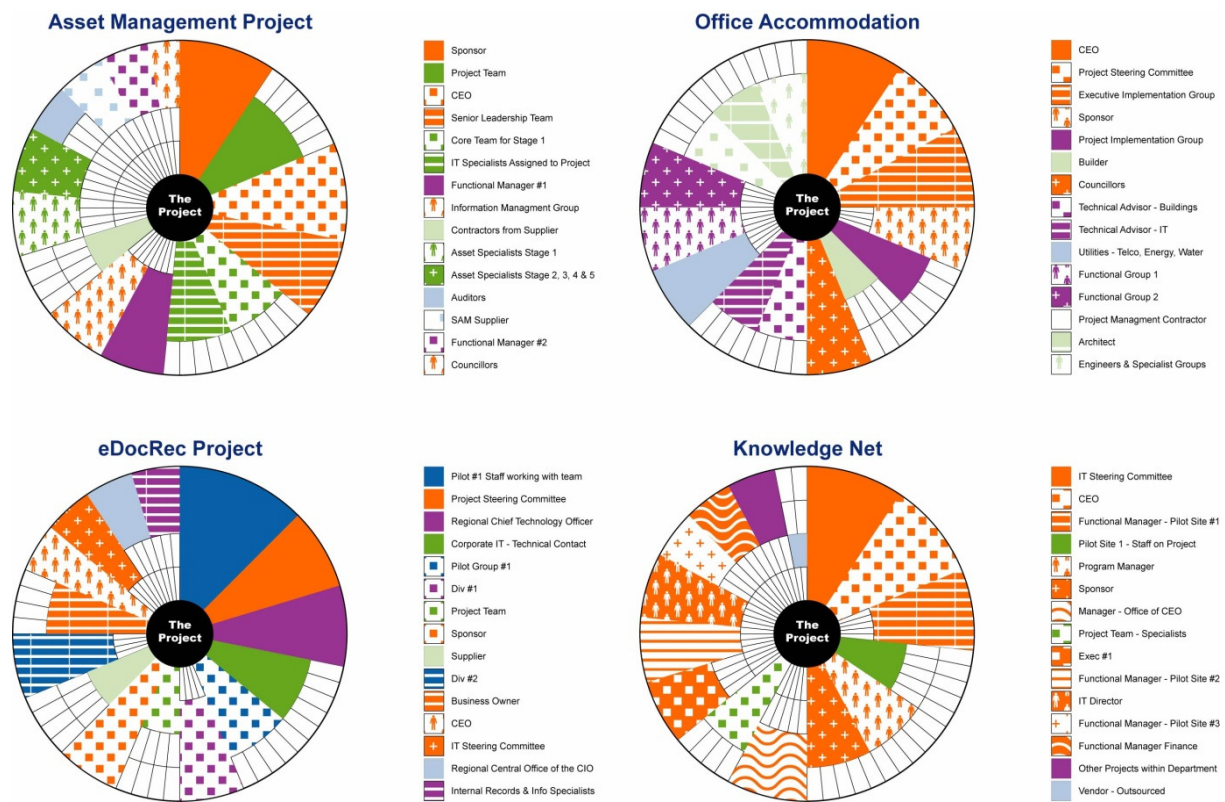 Asset Management Project
The
Project
Sponsor
Project Team
CEO
Senior Leadership Team
Core Team for Stage 1
IT Specialists Assigned to Project
Functional Manager #1
Information Managment Group
Contractors from Supplier
Asset Specialists Stage 1
Asset Specialists Stage 2, 3, 4 & 5
Auditors
SAM Supplier
Functional Manager #2
Councillors
Office Accommodation
The
Project
CEO
Project Steering Committee
Executive Implementation Group
Sponsor
Project Implementation Group
Builder
Councillors
Technical Advisor - Buildings
Technical Advisor - IT
Utilities - Telco, Energy, Water
Functional Group 1
Functional Group 2
Project Managment Contractor
Architect
Engineers & Specialist Groups
eDocRec Project
The
Project
Pilot #1 Staff working with team
Project Steering Committee
Regional Chief Technology Officer
Corporate IT - Technical Contact
Pilot Group #1
Div #1
Project Team
Sponsor
Supplier
Div #2
Business Owner
CEO
IT Steering Committee
Regional Central Office of the CIO
Internal Records & Info Specialists
Knowledge Net
The
Project
IT Steering Committee
CEO
Functional Manager - Pilot Site #1
Pilot Site 1 - Staff on Project
Program Manager
Sponsor
Manager - Office of CEO
Project Team - Specialists
Exec #1
Functional Manager - Pilot Site #2
IT Director
Functional Manager - Pilot Site #3
Functional Manager Finance
Other Projects within Department
Vendor - Outsourced